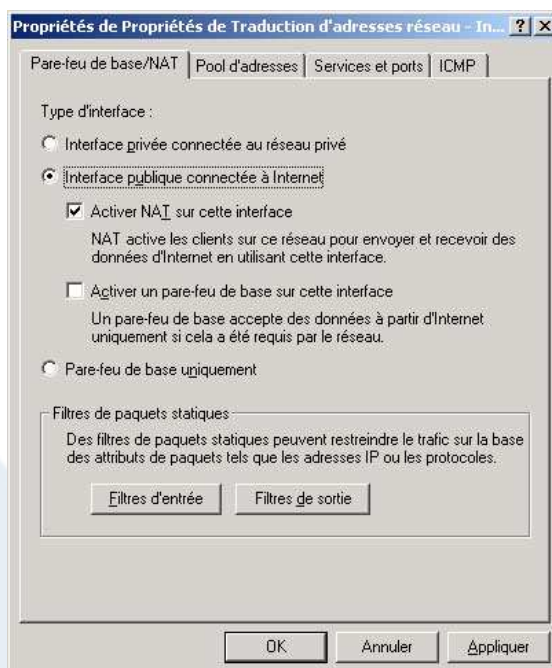 Propriétés de Propriétés de Traduction d'adresses réseau - In...
Pare-feu de base/NAT
Pool d'adresses
Services et ports
ICMP
Type d'interface :
Interface privée connectée au réseau privé
Interface publique connectée à Internet
Activer NAT sur cette interface
NAT active les clients sur ce réseau pour envoyer et recevoir des
données d'Internet en utilisant cette interface.
Activer un pare-feu de base sur cette interface
Un pare-feu de base accepte des données à partir d'Internet
uniquement si cela a été requis par le réseau.
Pare-feu de base uniquement
Filtres de paquets statiques
Des filtres de paquets statiques peuvent restreindre le trafic sur la base
des attributs de paquets tels que les adresses IP ou les protocoles.
Filtres d'entrée
Filtres de sortie
OK
Annuler
Appliquer